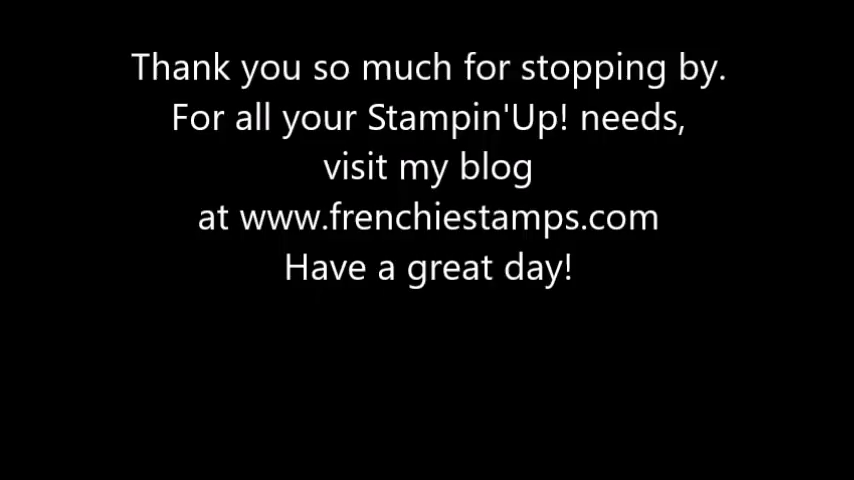 Thank you so much for stopping by.
For all your Stampin'Up! needs,
visit my blog
at www.frenchiestamps.com
Have a great day!